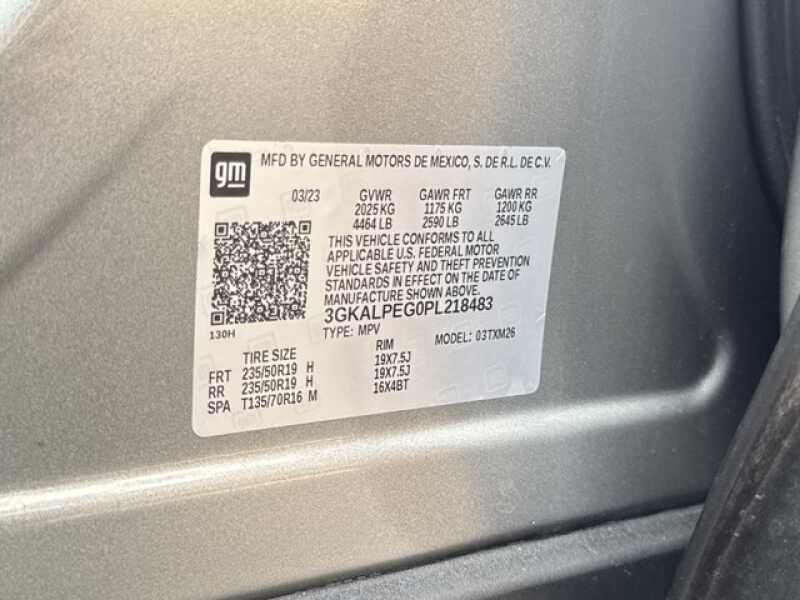 gm MFD BY GENERAL MOTORS DE MEXICO, S. DE R.L. DE C.V.
03/23 GVWR GAWR FRT GAWR RR
2025 KG 1175 KG 1200 KG
4464 LB 2590 LB 2645 LB
THIS VEHICLE CONFORMS TO ALL
APPLICABLE U.S. FEDERAL MOTOR
VEHICLE SAFETY AND THEFT PREVENTION
STANDARDS IN EFFECT ON THE DATE OF
MANUFACTURE SHOWN ABOVE.
3GKALPEG0PL218483
130H TYPE: MPV MODEL: 03TXM26
TIRE SIZE RIM
FRT 235/50R19 H 19X7.5J
RR 235/50R19 H 19X7.5J
SPA T135/70R16 M 16X4BT